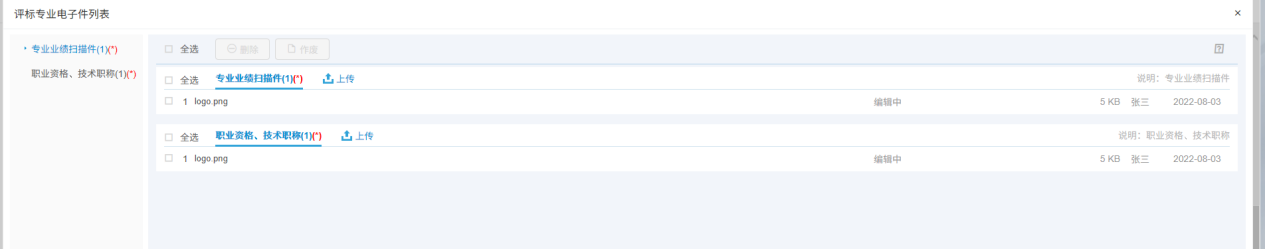 评标专业电子件列表
×
专业业绩扫描件(1)(*)
职业资格、技术职称(1)(*)
全选 删除 作废
全选 专业业绩扫描件(1)(*) 上传 说明：专业业绩扫描件
1 logo.png 编辑中 5 KB 张三 2022-08-03
全选 职业资格、技术职称(1)(*) 上传 说明：职业资格、技术职称
1 logo.png 编辑中 5 KB 张三 2022-08-03